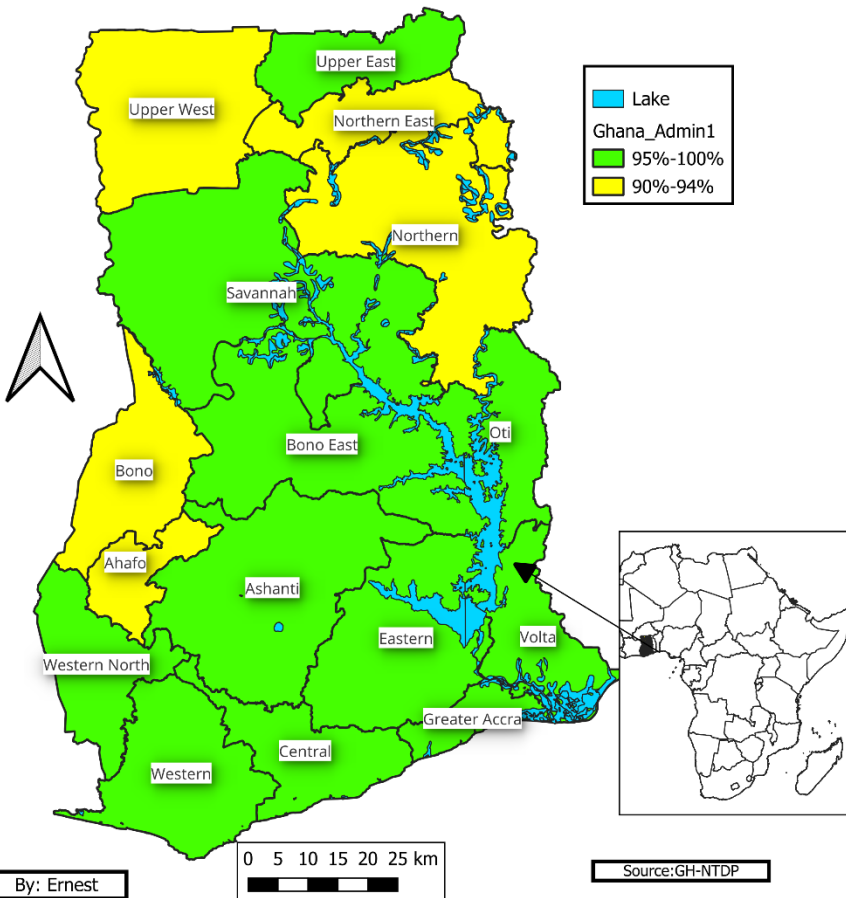 Upper East
Upper West
Northern East
Northern
Savannah
Bono East
Oti
Bono
Ahafo
Ashanti
Eastern
Volta
Western North
Greater Accra
Central
Western
Lake
Ghana_Admin1
95%-100%
90%-94%
0 5 10 15 20 25 km
By: Ernest
Source:GH-NTDP